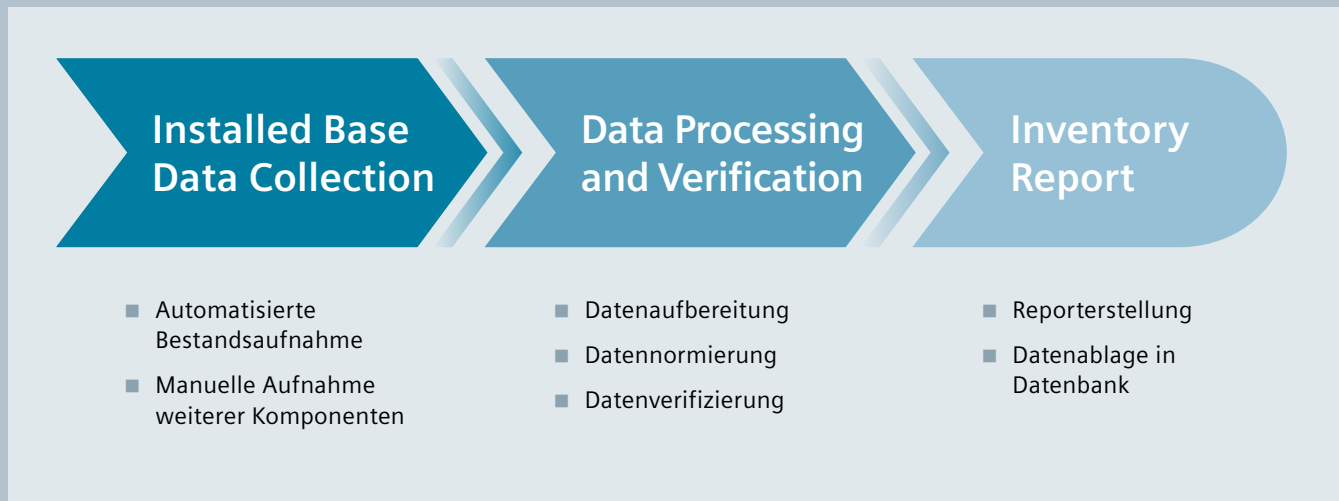 Installed Base
Data Collection
Automatisierte
Bestandsaufnahme
Manuelle Aufnahme
weiterer Komponenten
Data Processing
and Verification
Datenaufbereitung
Datennormierung
Datenverifizierung
Inventory
Report
Reporterstellung
Datenablage in
Datenbank